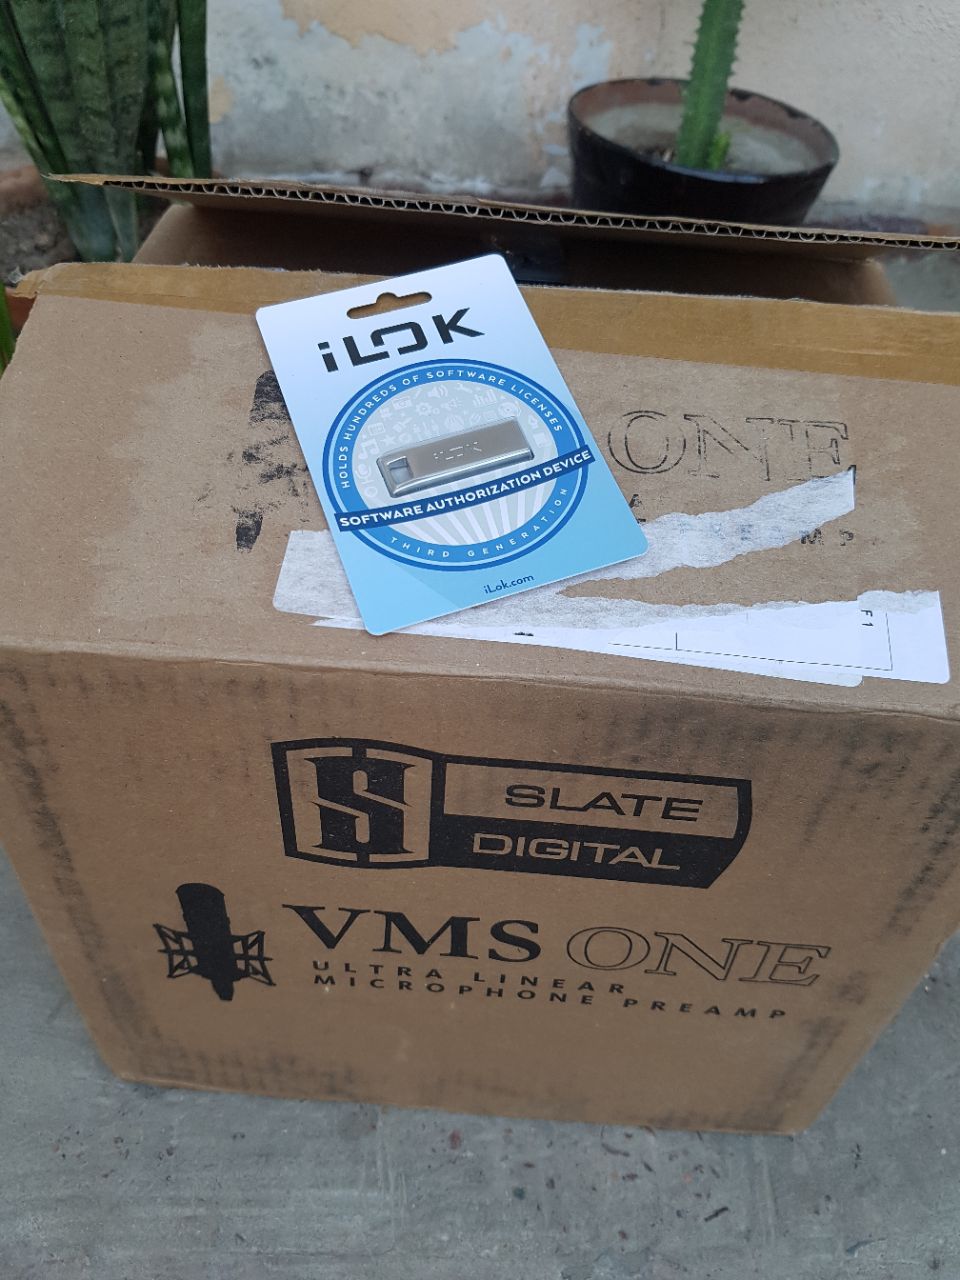 iLOK
HOLDS HUNDREDS OF SOFTWARE LICENSES
iLOK
SOFTWARE AUTHORIZATION DEVICE
THIRD GENERATION
iLok.com
ONE
M P
F1
SLATE
DIGITAL
VMS ONE
ULTRA LINEAR
MICROPHONE PREAMP